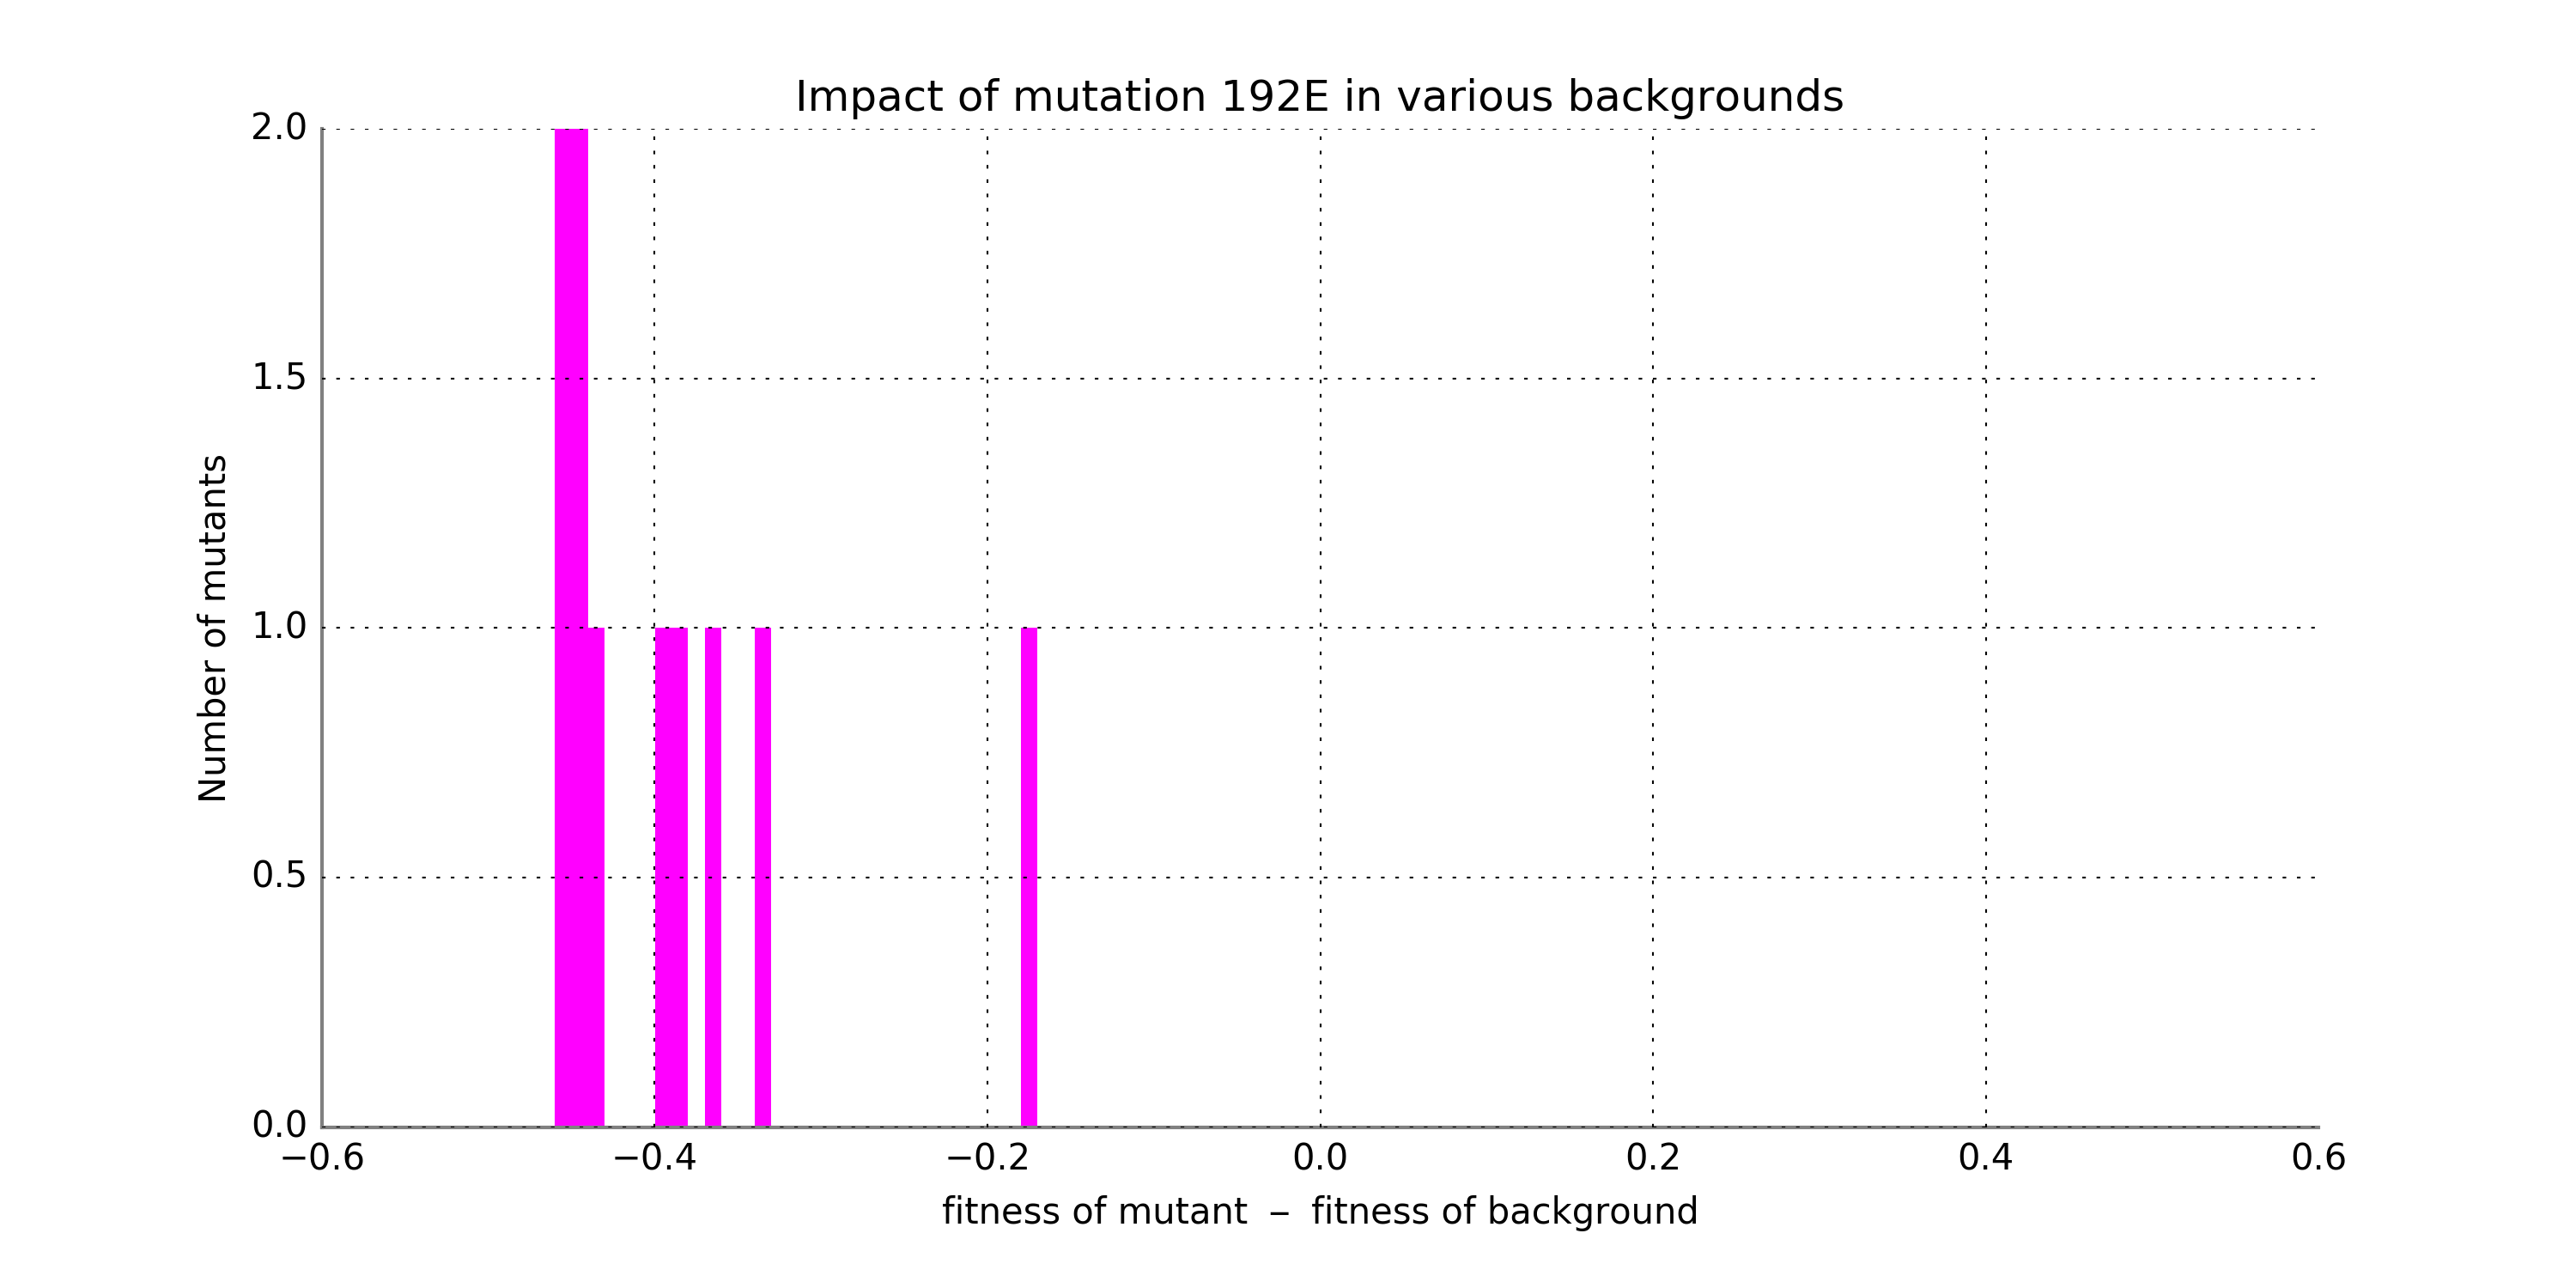 Impact of mutation 192E in various backgrounds
2.0
1.5
1.0
0.5
0.0
Number of mutants
−0.6 −0.4 −0.2 0.0 0.2 0.4 0.6
fitness of mutant − fitness of background